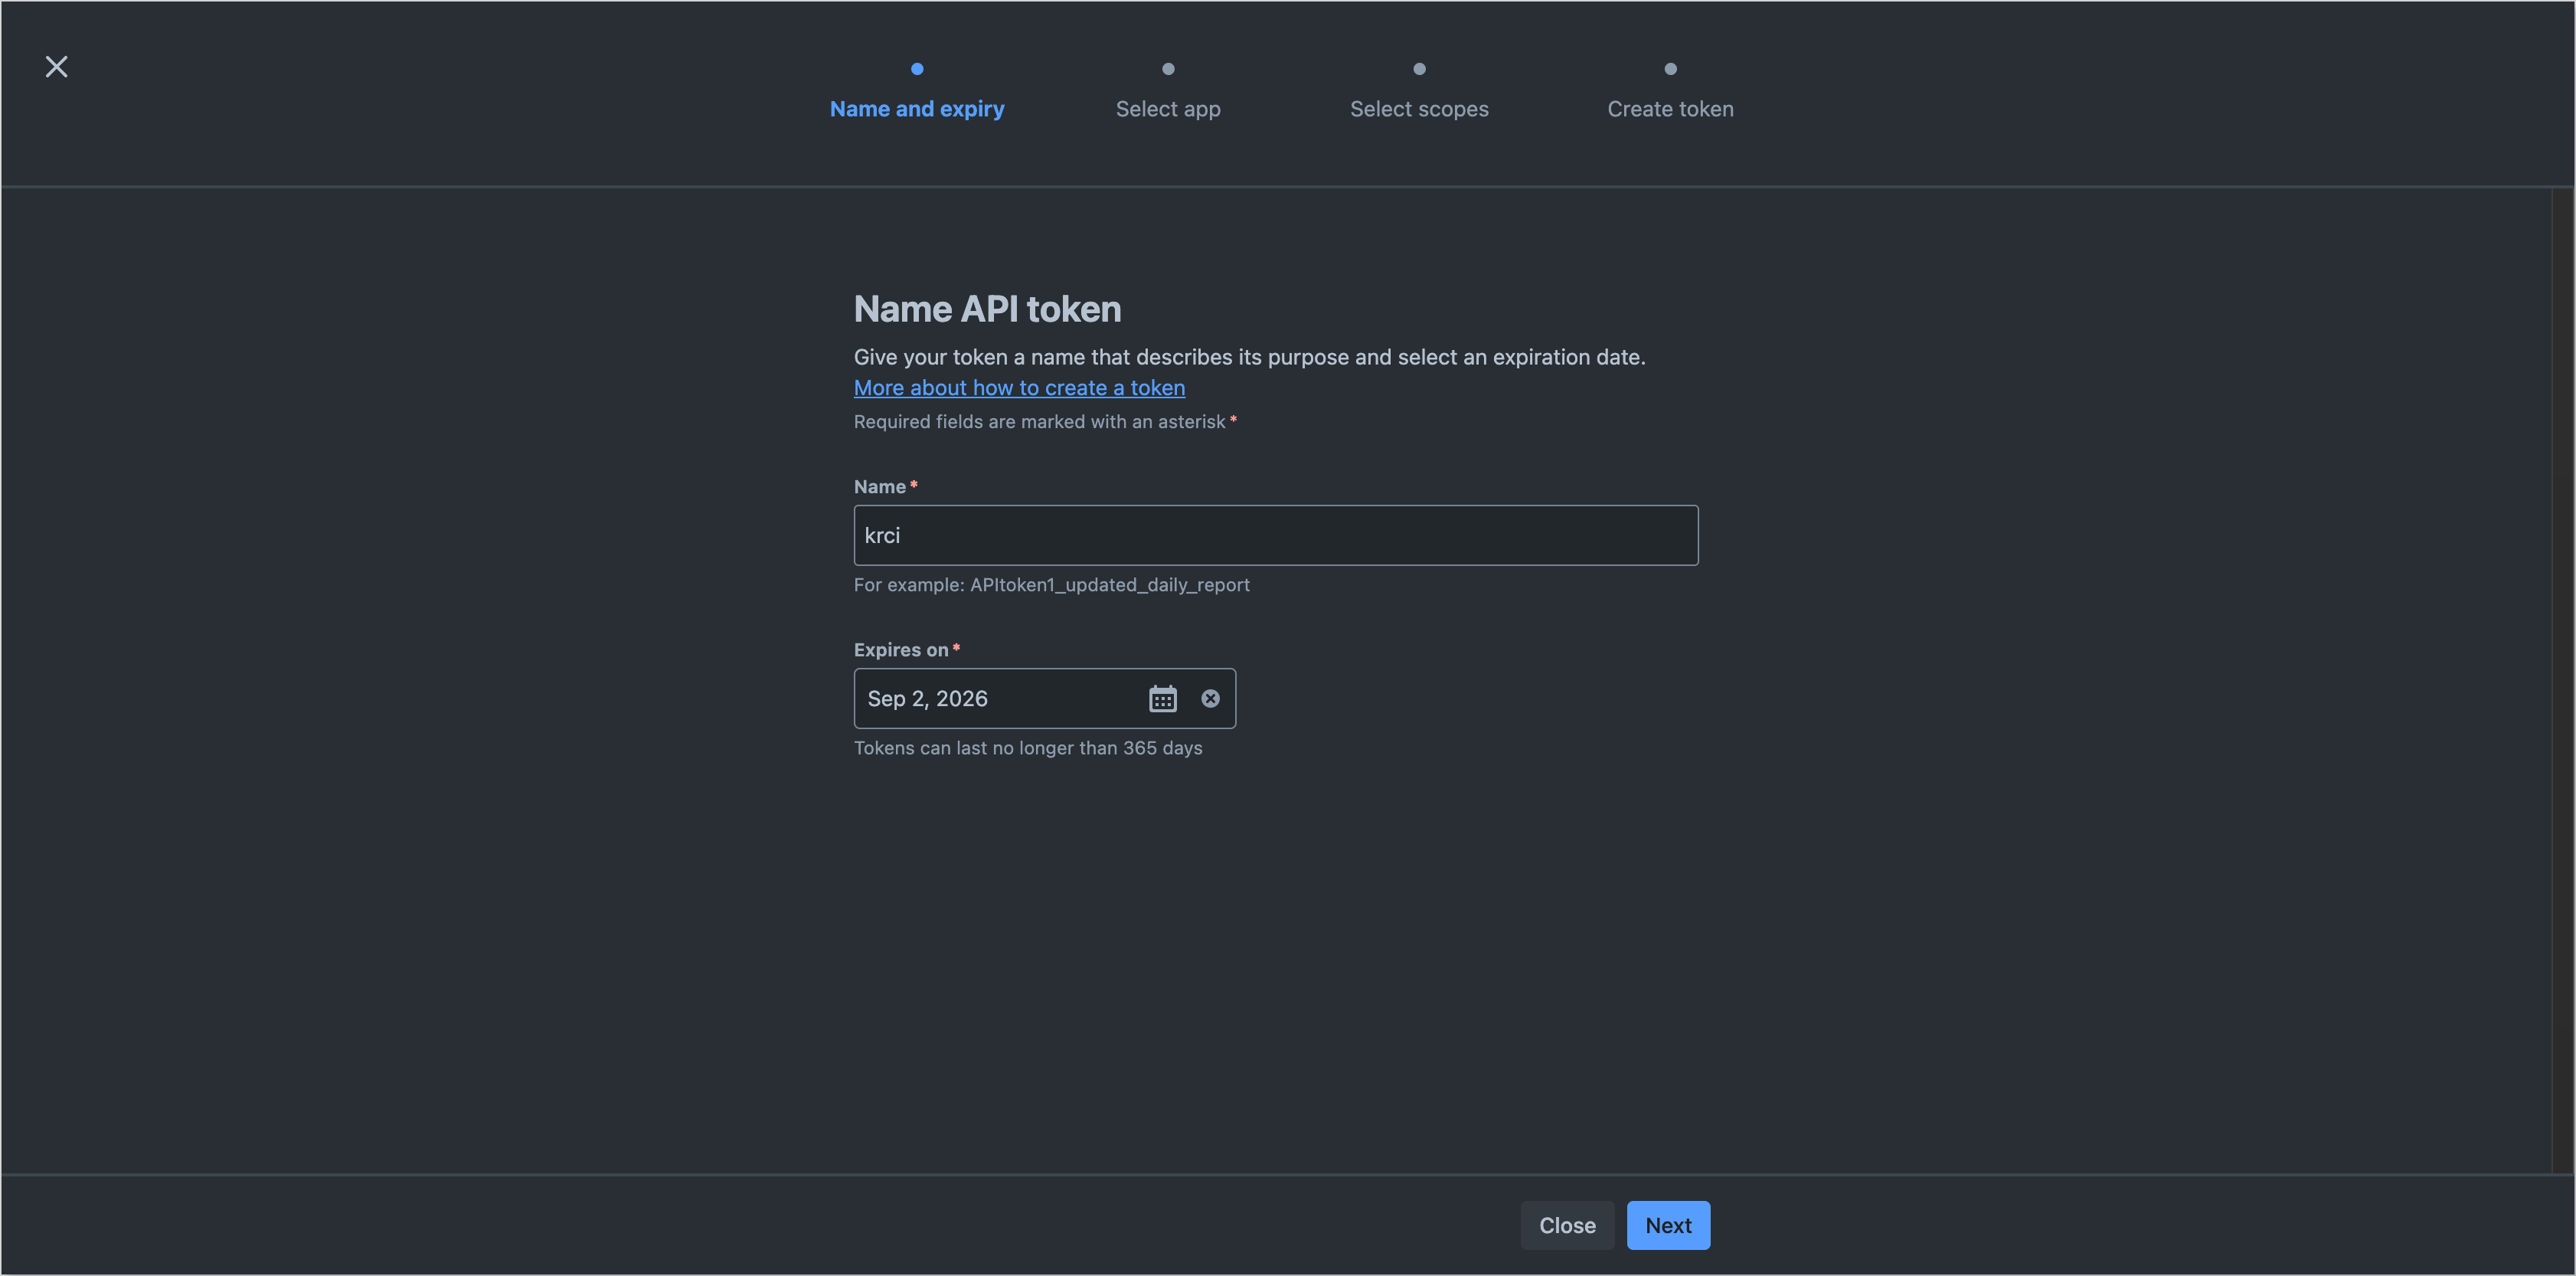 Name and expiry
Select app
Select scopes
Create token
Name API token
Give your token a name that describes its purpose and select an expiration date.
More about how to create a token
Required fields are marked with an asterisk *
Name *
krci
For example: APItoken1_updated_daily_report
Expires on *
Sep 2, 2026
Tokens can last no longer than 365 days
Close
Next